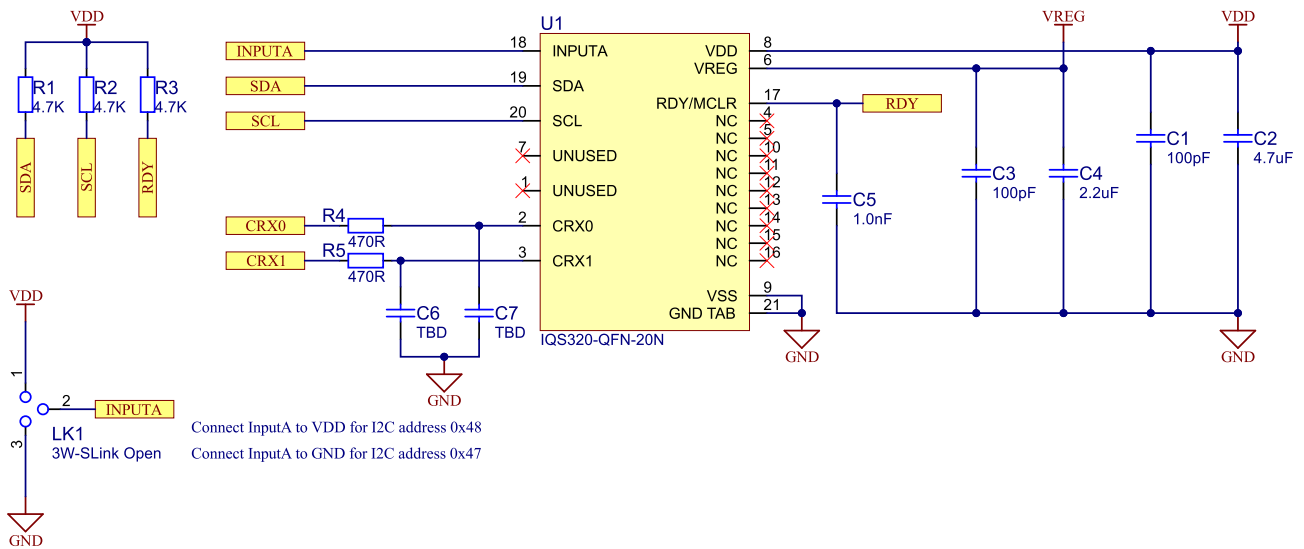 VDD
R1
4.7K
R2
4.7K
R3
4.7K
SDA
SCL
RDY
INPUTA
SDA
SCL
CRX0
CRX1
R4
470R
R5
470R
C6
TBD
C7
TBD
GND
U1
18 INPUTA
19 SDA
20 SCL
7 UNUSED
1 UNUSED
2 CRX0
3 CRX1
VDD 8
VREG 6
RDY/MCLR 17
NC 4
NC 5
NC 10
NC 11
NC 12
NC 13
NC 14
NC 15
NC 16
VSS 9
GND TAB 21
IQS320-QFN-20N
GND
RDY
C5
1.0nF
VREG
VDD
C3
100pF
C4
2.2uF
C1
100pF
C2
4.7uF
GND
VDD
1
2
INPUTA
3
LK1
3W-SLink Open
GND
Connect InputA to VDD for I2C address 0x48
Connect InputA to GND for I2C address 0x47